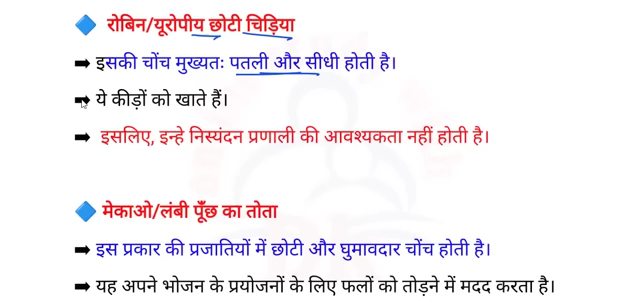 रोबिन/यूरोपीय छोटी चिड़िया
➡ इसकी चोंच मुख्यतः पतली और सीधी होती है।
➡ ये कीड़ों को खाते हैं।
➡ इसलिए, इन्हे निस्यंदन प्रणाली की आवश्यकता नहीं होती है।
मेकाओ/लंबी पूँछ का तोता
➡ इस प्रकार की प्रजातियों में छोटी और घुमावदार चोंच होती है।
➡ यह अपने भोजन के प्रयोजनों के लिए फलों को तोड़ने में मदद करता है।